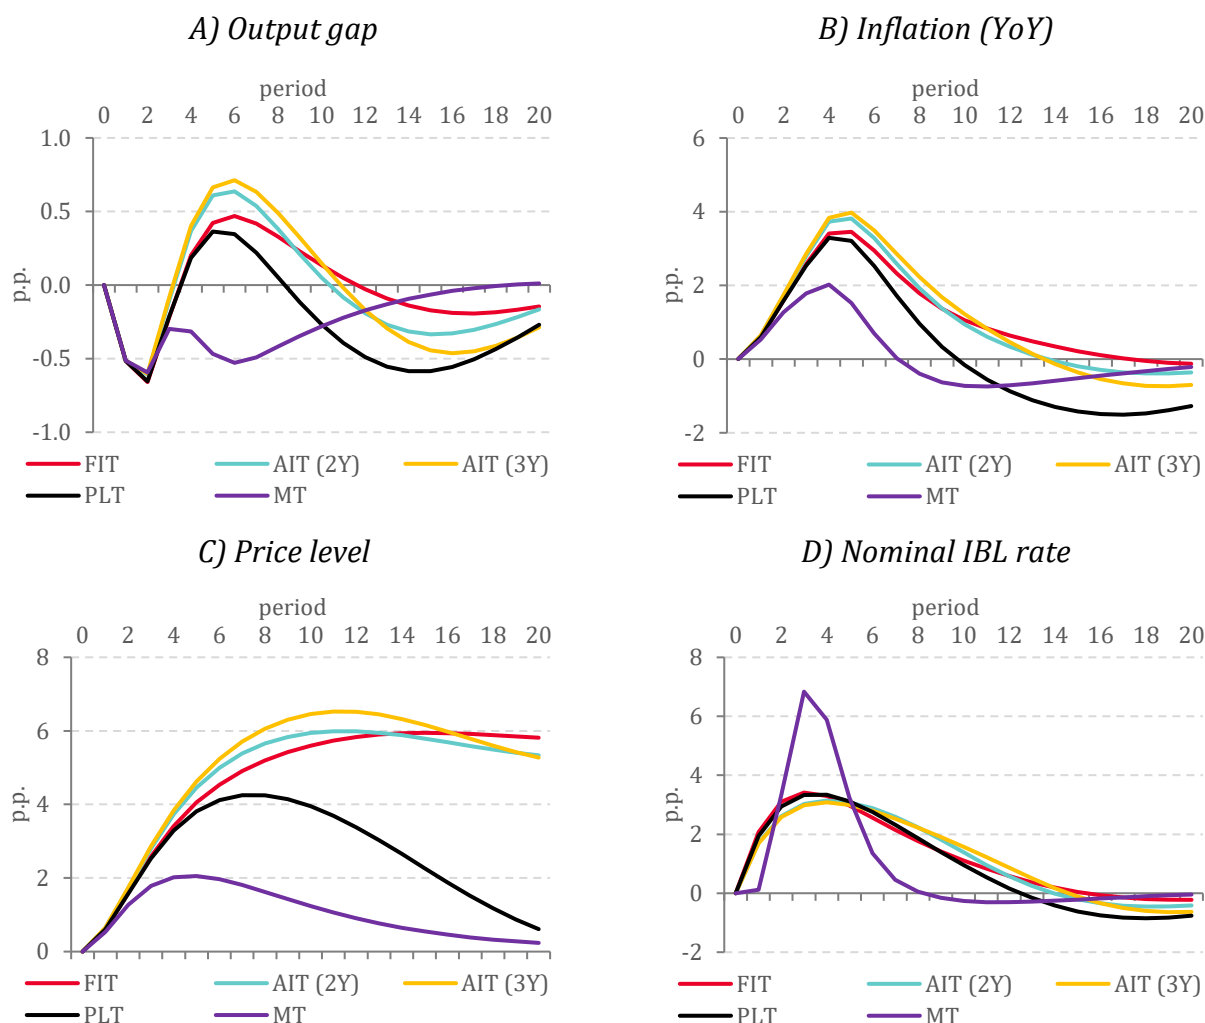 A) Output gap
period
0 2 4 6 8 10 12 14 16 18 20
1.0
0.5
0.0
-0.5
-1.0
p.p.
FIT AIT (2Y) AIT (3Y)
PLT MT
B) Inflation (YoY)
period
0 2 4 6 8 10 12 14 16 18 20
6
4
2
0
-2
p.p.
FIT AIT (2Y) AIT (3Y)
PLT MT
C) Price level
period
0 2 4 6 8 10 12 14 16 18 20
8
6
4
2
0
p.p.
FIT AIT (2Y) AIT (3Y)
PLT MT
D) Nominal IBL rate
period
0 2 4 6 8 10 12 14 16 18 20
8
6
4
2
0
-2
p.p.
FIT AIT (2Y) AIT (3Y)
PLT MT